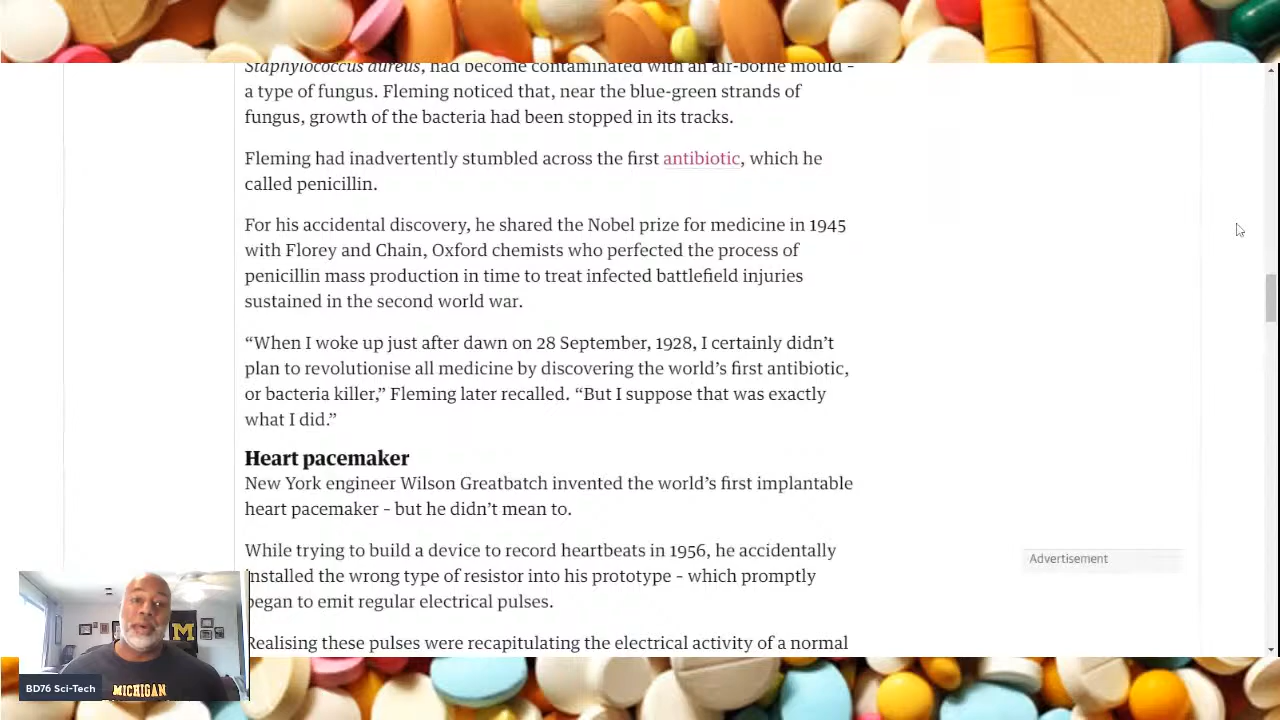 Staphylococcus aureus, had become contaminated with an air-borne mould –
a type of fungus. Fleming noticed that, near the blue-green strands of
fungus, growth of the bacteria had been stopped in its tracks.
Fleming had inadvertently stumbled across the first antibiotic, which he
called penicillin.
For his accidental discovery, he shared the Nobel prize for medicine in 1945
with Florey and Chain, Oxford chemists who perfected the process of
penicillin mass production in time to treat infected battlefield injuries
sustained in the second world war.
“When I woke up just after dawn on 28 September, 1928, I certainly didn’t
plan to revolutionise all medicine by discovering the world’s first antibiotic,
or bacteria killer,” Fleming later recalled. “But I suppose that was exactly
what I did.”
Heart pacemaker
New York engineer Wilson Greatbatch invented the world’s first implantable
heart pacemaker – but he didn’t mean to.
While trying to build a device to record heartbeats in 1956, he accidentally
installed the wrong type of resistor into his prototype – which promptly
began to emit regular electrical pulses.
Realising these pulses were recapitulating the electrical activity of a normal
Advertisement
M
BD76 Sci-Tech
MICHIGAN